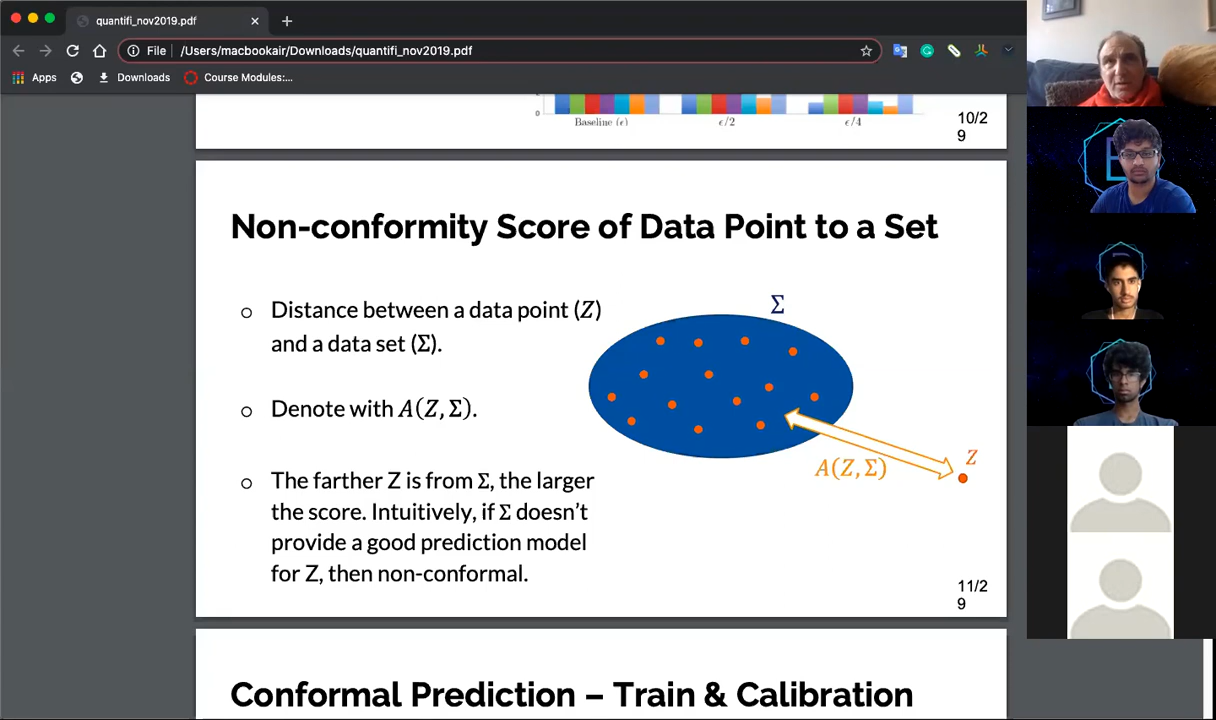 quantifi_nov2019.pdf
File
/Users/macbookair/Downloads/quantifi_nov2019.pdf
Apps
Downloads
Course Modules:...
0
Baseline (ϵ)
ϵ/2
ϵ/4
10/2
9
Non-conformity Score of Data Point to a Set
Distance between a data point (Z)
and a data set (Σ).
Denote with A(Z, Σ).
The farther Z is from Σ, the larger
the score. Intuitively, if Σ doesn't
provide a good prediction model
for Z, then non-conformal.
Σ
A(Z, Σ)
Z
11/2
9
Conformal Prediction – Train & Calibration